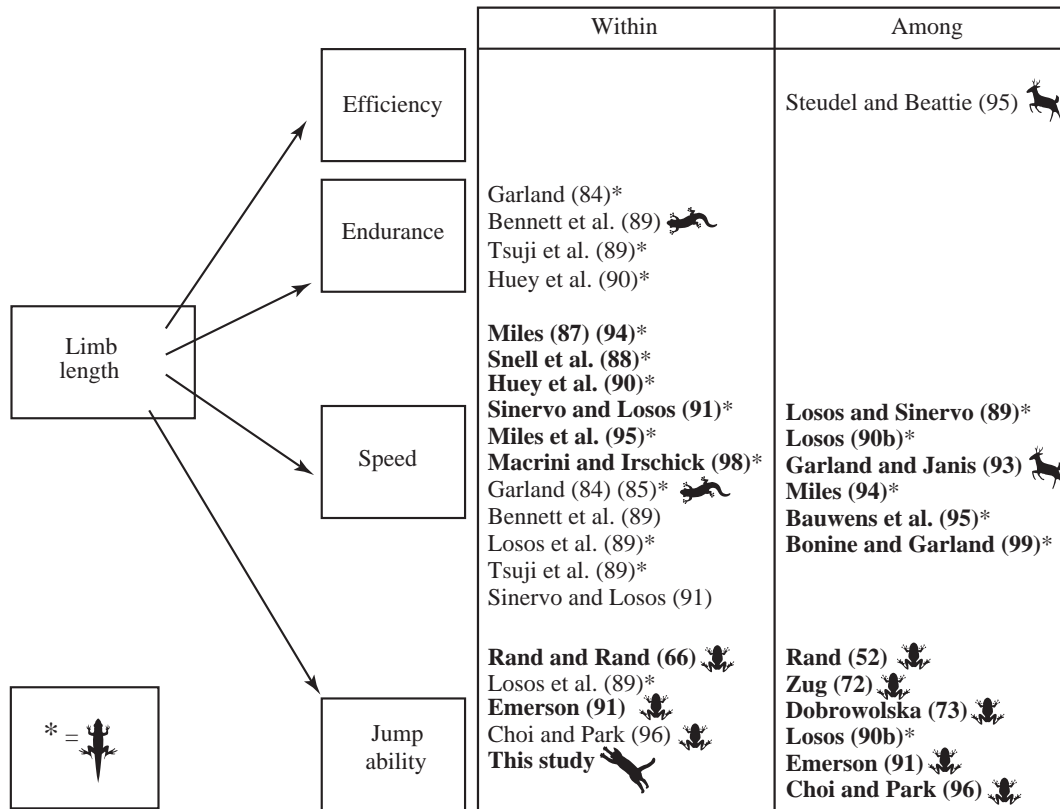 Within
Among
Efficiency
Steudel and Beattie (95)
Endurance
Garland (84)*
Bennett et al. (89)
Tsuji et al. (89)*
Huey et al. (90)*
Limb
length
Speed
Miles (87) (94)*
Snell et al. (88)*
Huey et al. (90)*
Sinervo and Losos (91)*
Miles et al. (95)*
Macrini and Irschick (98)*
Garland (84) (85)*
Bennett et al. (89)
Losos et al. (89)*
Tsuji et al. (89)*
Sinervo and Losos (91)
Losos and Sinervo (89)*
Losos (90b)*
Garland and Janis (93)
Miles (94)*
Bauwens et al. (95)*
Bonine and Garland (99)*
Jump
ability
Rand and Rand (66)
Losos et al. (89)*
Emerson (91)
Choi and Park (96)
This study
Rand (52)
Zug (72)
Dobrowolska (73)
Losos (90b)*
Emerson (91)
Choi and Park (96)
* =